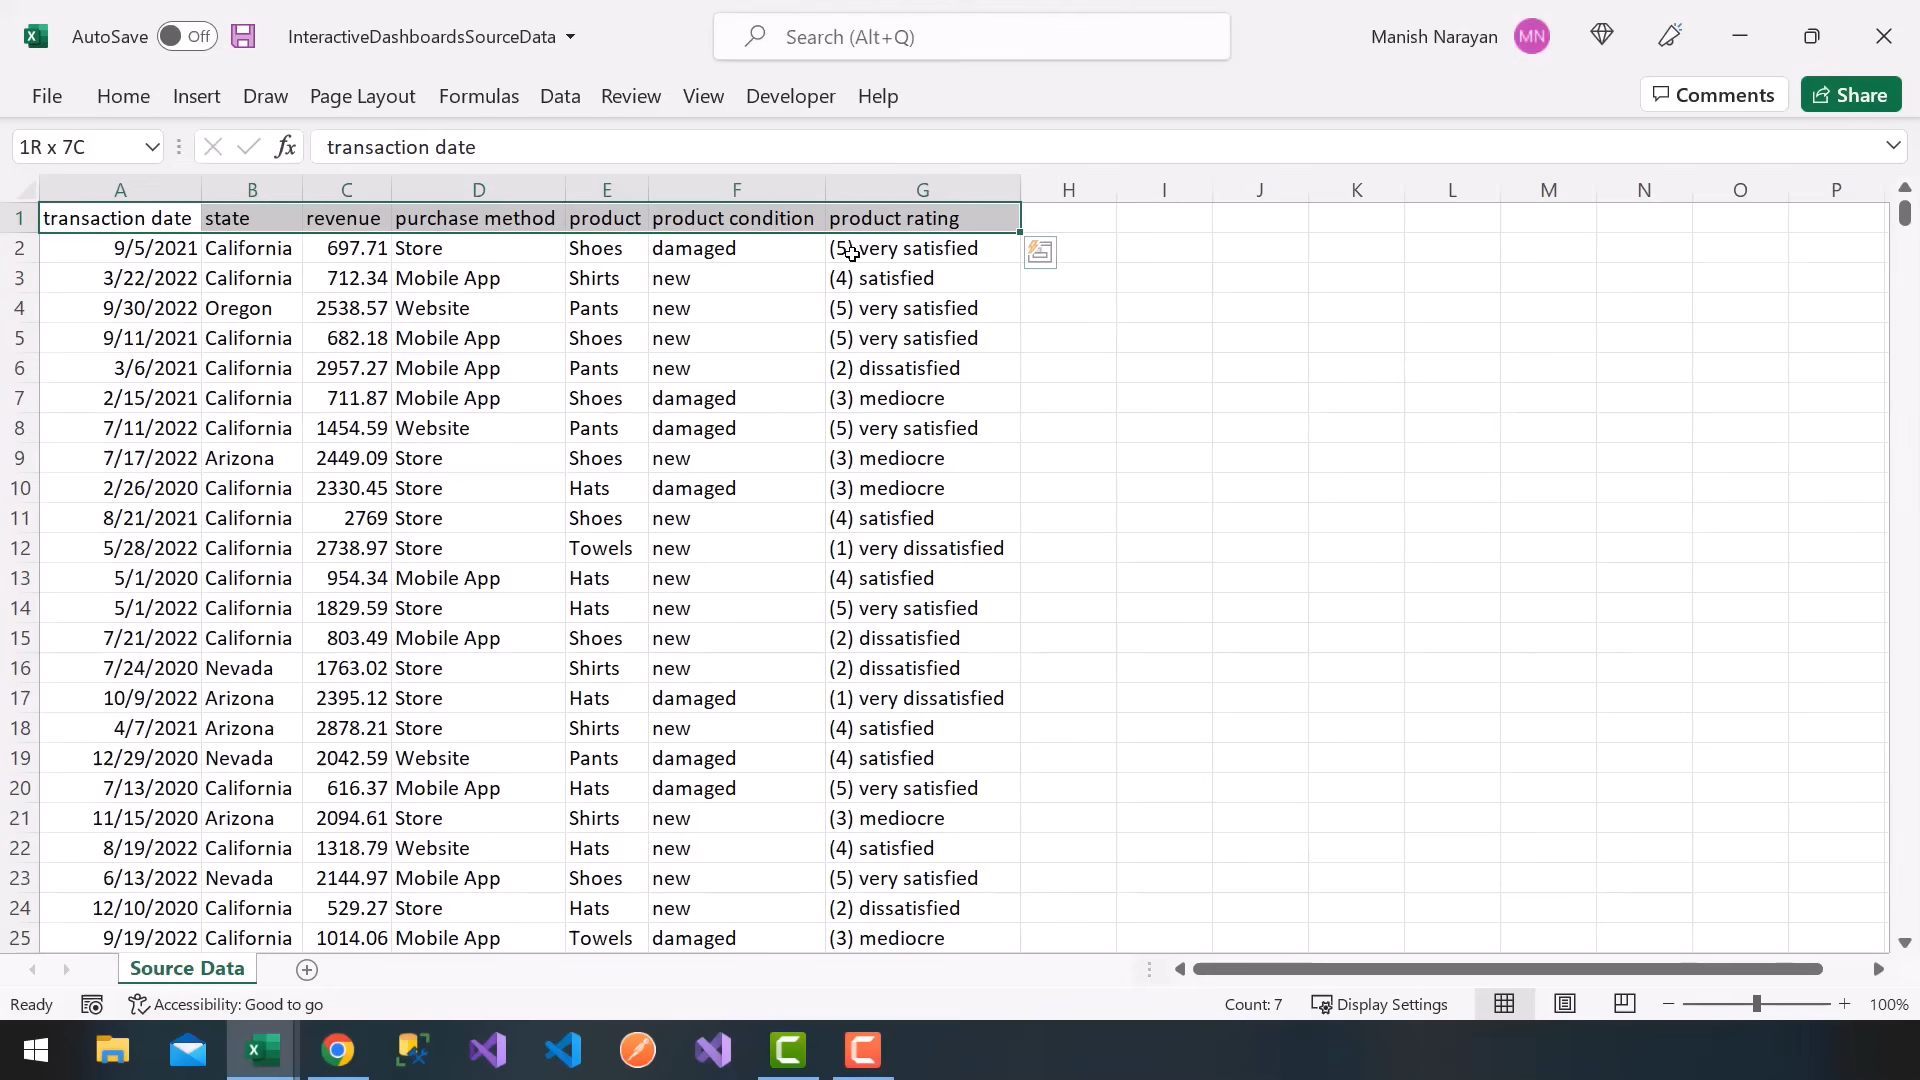 AutoSave Off InteractiveDashboardsSourceData Search (Alt+Q) Manish Narayan MN
File Home Insert Draw Page Layout Formulas Data Review View Developer Help Comments Share
1R x 7C fx transaction date
A B C D E F G H I J K L M N O P
1 transaction date state revenue purchase method product product condition product rating
2 9/5/2021 California 697.71 Store Shoes damaged (5) very satisfied
3 3/22/2022 California 712.34 Mobile App Shirts new (4) satisfied
4 9/30/2022 Oregon 2538.57 Website Pants new (5) very satisfied
5 9/11/2021 California 682.18 Mobile App Shoes new (5) very satisfied
6 3/6/2021 California 2957.27 Mobile App Pants new (2) dissatisfied
7 2/15/2021 California 711.87 Mobile App Shoes damaged (3) mediocre
8 7/11/2022 California 1454.59 Website Pants damaged (5) very satisfied
9 7/17/2022 Arizona 2449.09 Store Shoes new (3) mediocre
10 2/26/2020 California 2330.45 Store Hats damaged (3) mediocre
11 8/21/2021 California 2769 Store Shoes new (4) satisfied
12 5/28/2022 California 2738.97 Store Towels new (1) very dissatisfied
13 5/1/2020 California 954.34 Mobile App Hats new (4) satisfied
14 5/1/2022 California 1829.59 Store Hats new (5) very satisfied
15 7/21/2022 California 803.49 Mobile App Shoes new (2) dissatisfied
16 7/24/2020 Nevada 1763.02 Store Shirts new (2) dissatisfied
17 10/9/2022 Arizona 2395.12 Store Hats damaged (1) very dissatisfied
18 4/7/2021 Arizona 2878.21 Store Shirts new (4) satisfied
19 12/29/2020 Nevada 2042.59 Website Pants damaged (4) satisfied
20 7/13/2020 California 616.37 Mobile App Hats damaged (5) very satisfied
21 11/15/2020 Arizona 2094.61 Store Shirts new (3) mediocre
22 8/19/2022 California 1318.79 Website Hats new (4) satisfied
23 6/13/2022 Nevada 2144.97 Mobile App Shoes new (5) very satisfied
24 12/10/2020 California 529.27 Store Hats new (2) dissatisfied
25 9/19/2022 California 1014.06 Mobile App Towels damaged (3) mediocre
Source Data
Ready Accessibility: Good to go Count: 7 Display Settings 100%